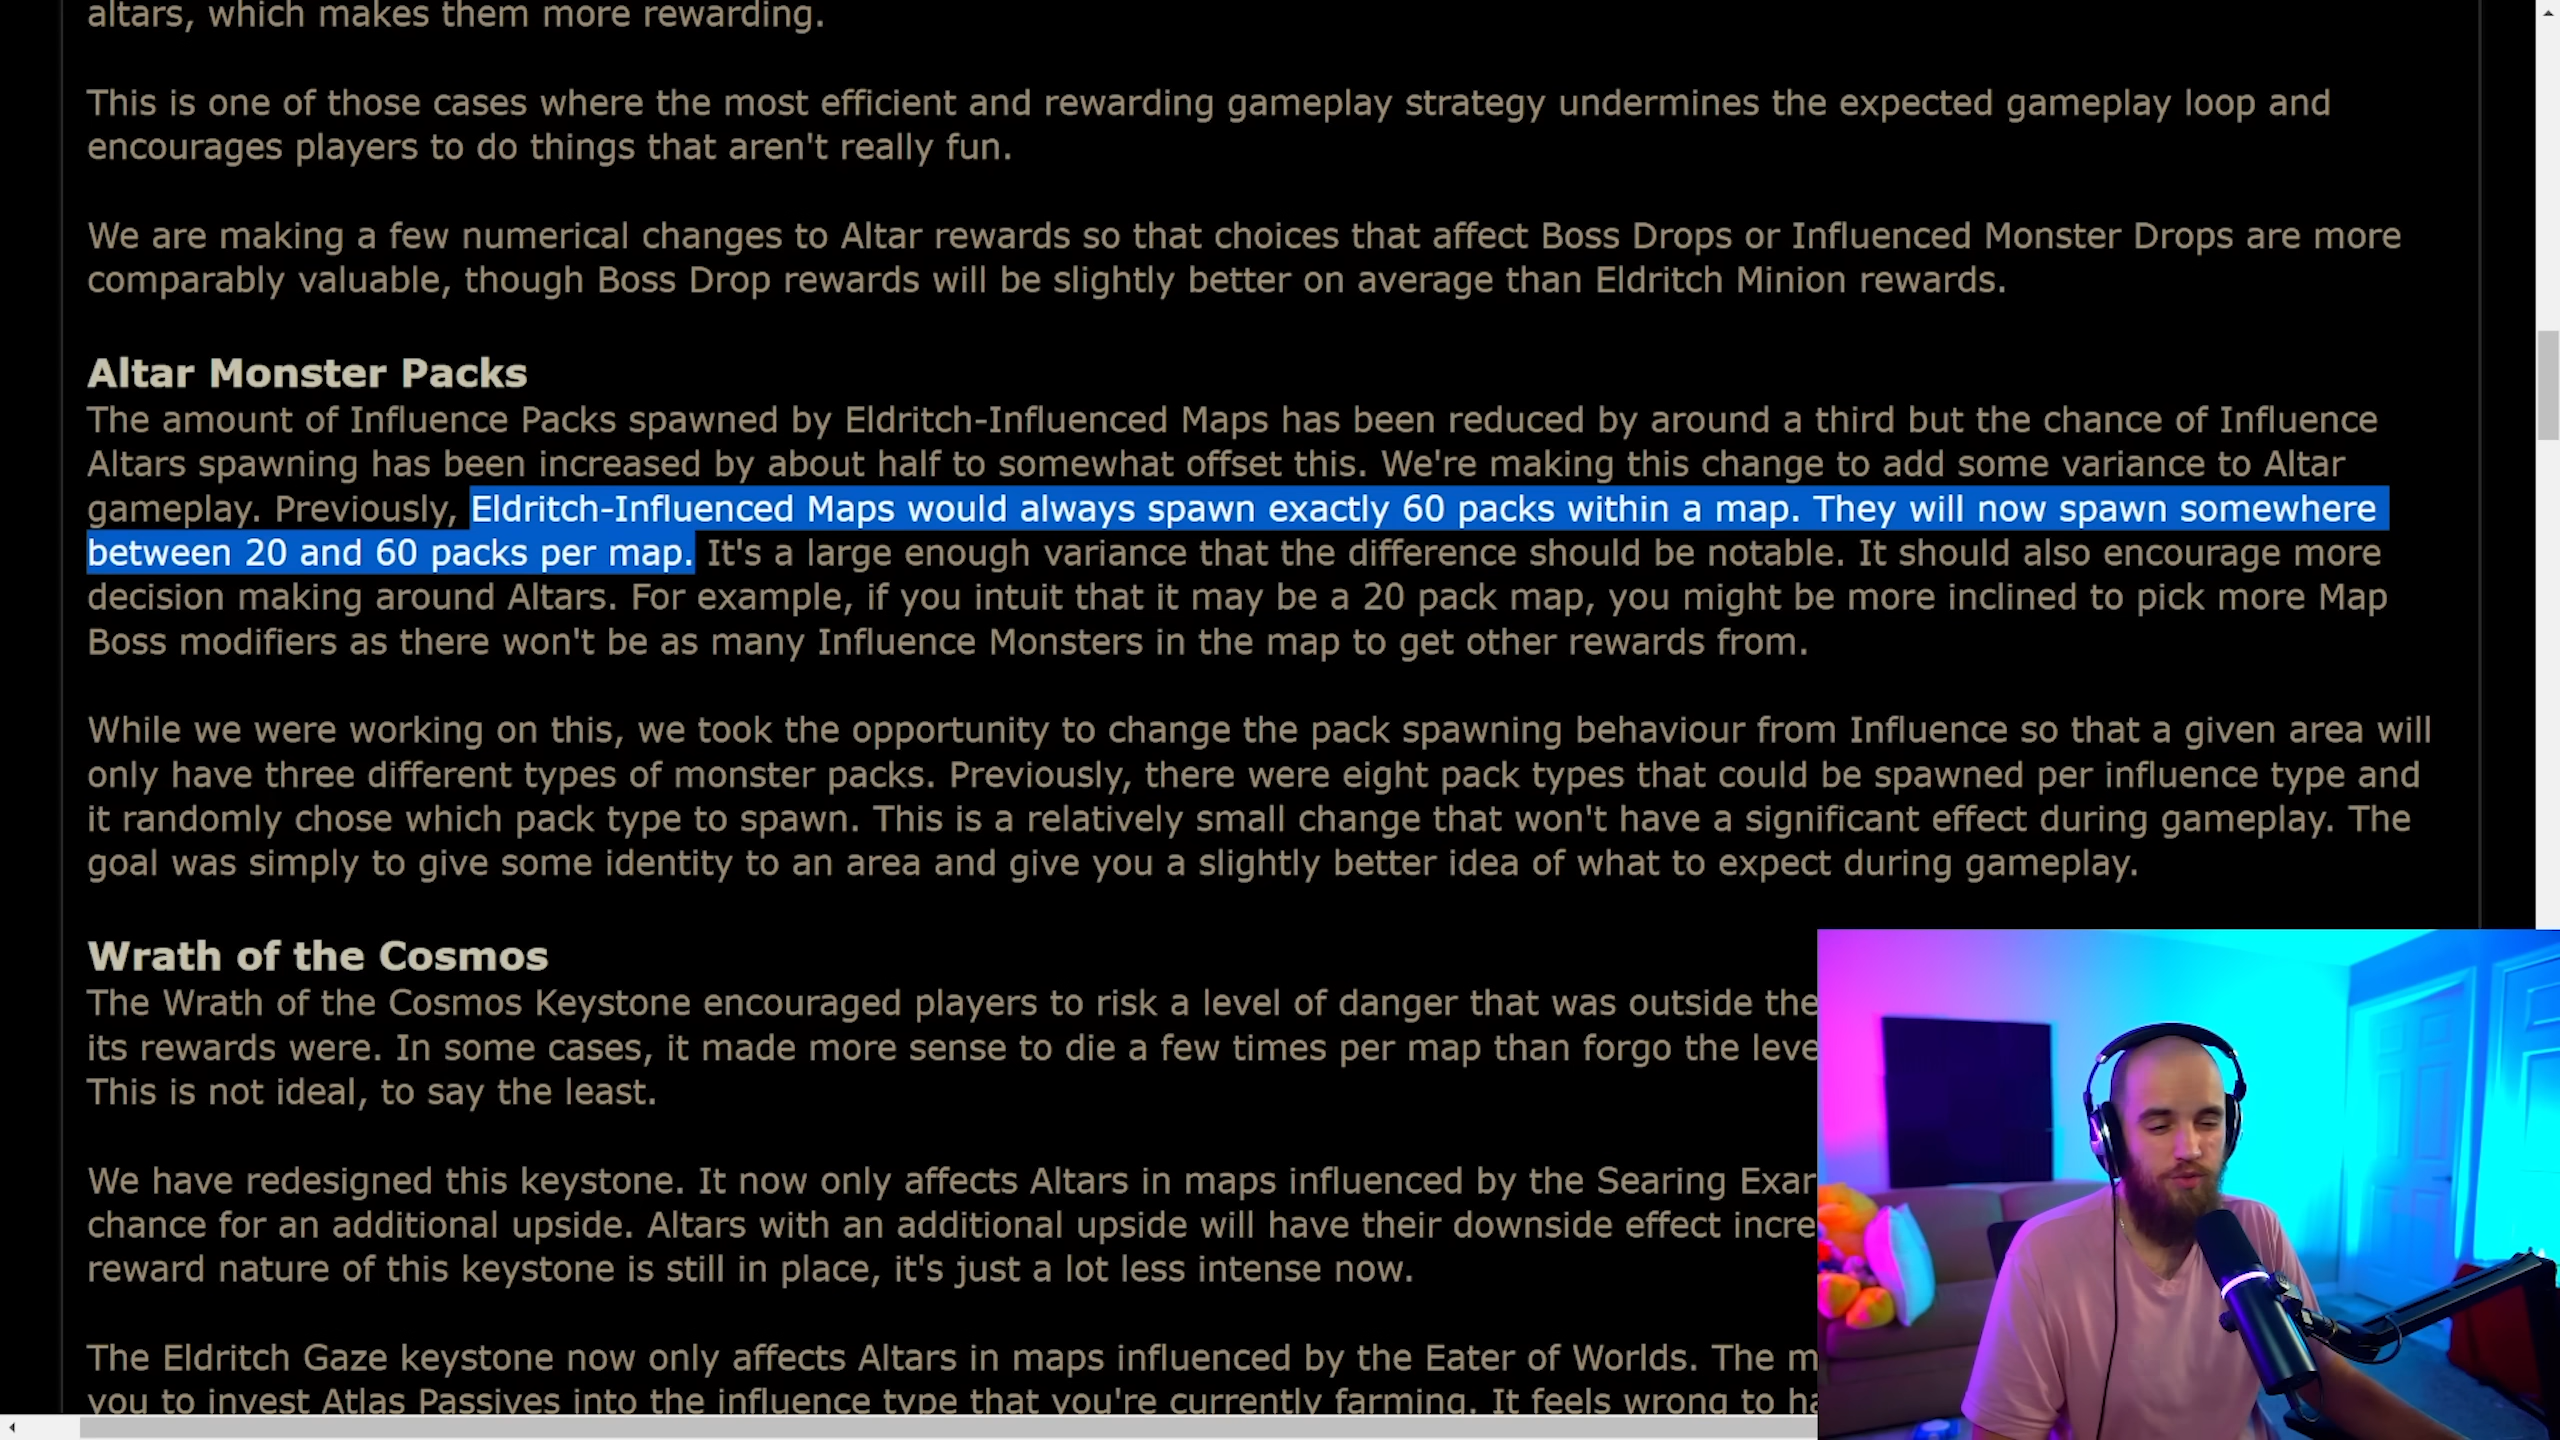 altars, which makes them more rewarding.
This is one of those cases where the most efficient and rewarding gameplay strategy undermines the expected gameplay loop and
encourages players to do things that aren't really fun.
We are making a few numerical changes to Altar rewards so that choices that affect Boss Drops or Influenced Monster Drops are more
comparably valuable, though Boss Drop rewards will be slightly better on average than Eldritch Minion rewards.
Altar Monster Packs
The amount of Influence Packs spawned by Eldritch-Influenced Maps has been reduced by around a third but the chance of Influence
Altars spawning has been increased by about half to somewhat offset this. We're making this change to add some variance to Altar
gameplay. Previously, Eldritch-Influenced Maps would always spawn exactly 60 packs within a map. They will now spawn somewhere
between 20 and 60 packs per map. It's a large enough variance that the difference should be notable. It should also encourage more
decision making around Altars. For example, if you intuit that it may be a 20 pack map, you might be more inclined to pick more Map
Boss modifiers as there won't be as many Influence Monsters in the map to get other rewards from.
While we were working on this, we took the opportunity to change the pack spawning behaviour from Influence so that a given area will
only have three different types of monster packs. Previously, there were eight pack types that could be spawned per influence type and
it randomly chose which pack type to spawn. This is a relatively small change that won't have a significant effect during gameplay. The
goal was simply to give some identity to an area and give you a slightly better idea of what to expect during gameplay.
Wrath of the Cosmos
The Wrath of the Cosmos Keystone encouraged players to risk a level of danger that was outside the
its rewards were. In some cases, it made more sense to die a few times per map than forgo the leve
This is not ideal, to say the least.
We have redesigned this keystone. It now only affects Altars in maps influenced by the Searing Exar
chance for an additional upside. Altars with an additional upside will have their downside effect incre
reward nature of this keystone is still in place, it's just a lot less intense now.
The Eldritch Gaze keystone now only affects Altars in maps influenced by the Eater of Worlds. The m
you to invest Atlas Passives into the influence type that you're currently farming. It feels wrong to ha